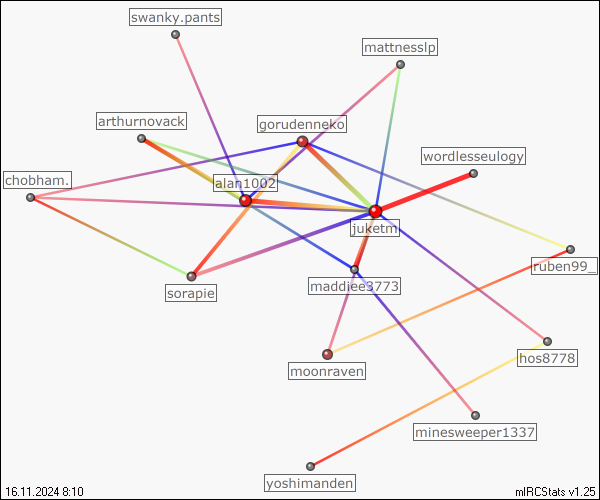 swanky.pants
mattnesslp
arthurnovack
gorudenneko
wordlesseulogy
chobham.
alan1002
juketm
ruben99_
maddiee3773
sorapie
hos8778
moonraven
minesweeper1337
yoshimanden
16.11.2024 8:10
mIRCStats v1.25